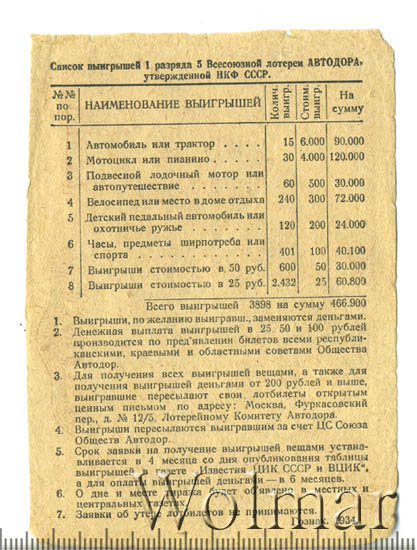 Список выигрышей 1 разряда 5 Всесоюзной лотереи АВТОДОРА,
утвержденной НКФ СССР.
№№ по пор. | НАИМЕНОВАНИЕ ВЫИГРЫШЕЙ | Колич. выигр. | Стоим. выигр. | На сумму
1 Автомобиль или трактор . . . . 15 6.000 90.000
2 Мотоцикл или пианино . . . . 30 4.000 120.000
3 Подвесной лодочный мотор или
автопутешествие . . . . 60 500 30.000
4 Велосипед или место в доме отдыха 240 300 72.000
5 Детский педальный автомобиль или
охотничье ружье . . . . 120 200 24.000
6 Часы, предметы ширпотреба или
спорта . . . . 401 100 40.100
7 Выигрыши стоимостью в 50 руб. 600 50 30.000
8 Выигрыши стоимостью в 25 руб. 2.432 25 60.800
Всего выигрышей 3898 на сумму 466.900
1. Выигрыши, по желанию выигравш., заменяются деньгами.
2. Денежная выплата выигрышей в 25 50 и 100 рублей
производится по пред'явлении билетов всеми республи-
канскими, краевыми и областными советами Общества
Автодор.
3. Для получения всех выигрышей вещами, а также для
получения выигрышей деньгами от 200 рублей и выше,
выигравшие пересылают свои лотбилеты открытым
ценным письмом по адресу: Москва, Фуркасовский
пер., д. № 12/5, Лотерейному Комитету Автодора.
4. Выигрыши пересылаются выигравшим за счет ЦС Союза
Обществ Автодор.
5. Срок заявки на получение выигрышей вещами устана-
вливается в 4 месяца со дня опубликования таблицы
выигрышей в газете "Известия ЦИК СССР и ВЦИК",
а для оплаты выигрышей деньгами — в 6 месяцев.
6. О дне и месте тиража будет об'явлено в местных и
центральных газетах.
7. Заявки об утере лотбилетов не принимаются.
Гознак. 1934.
Wolmar